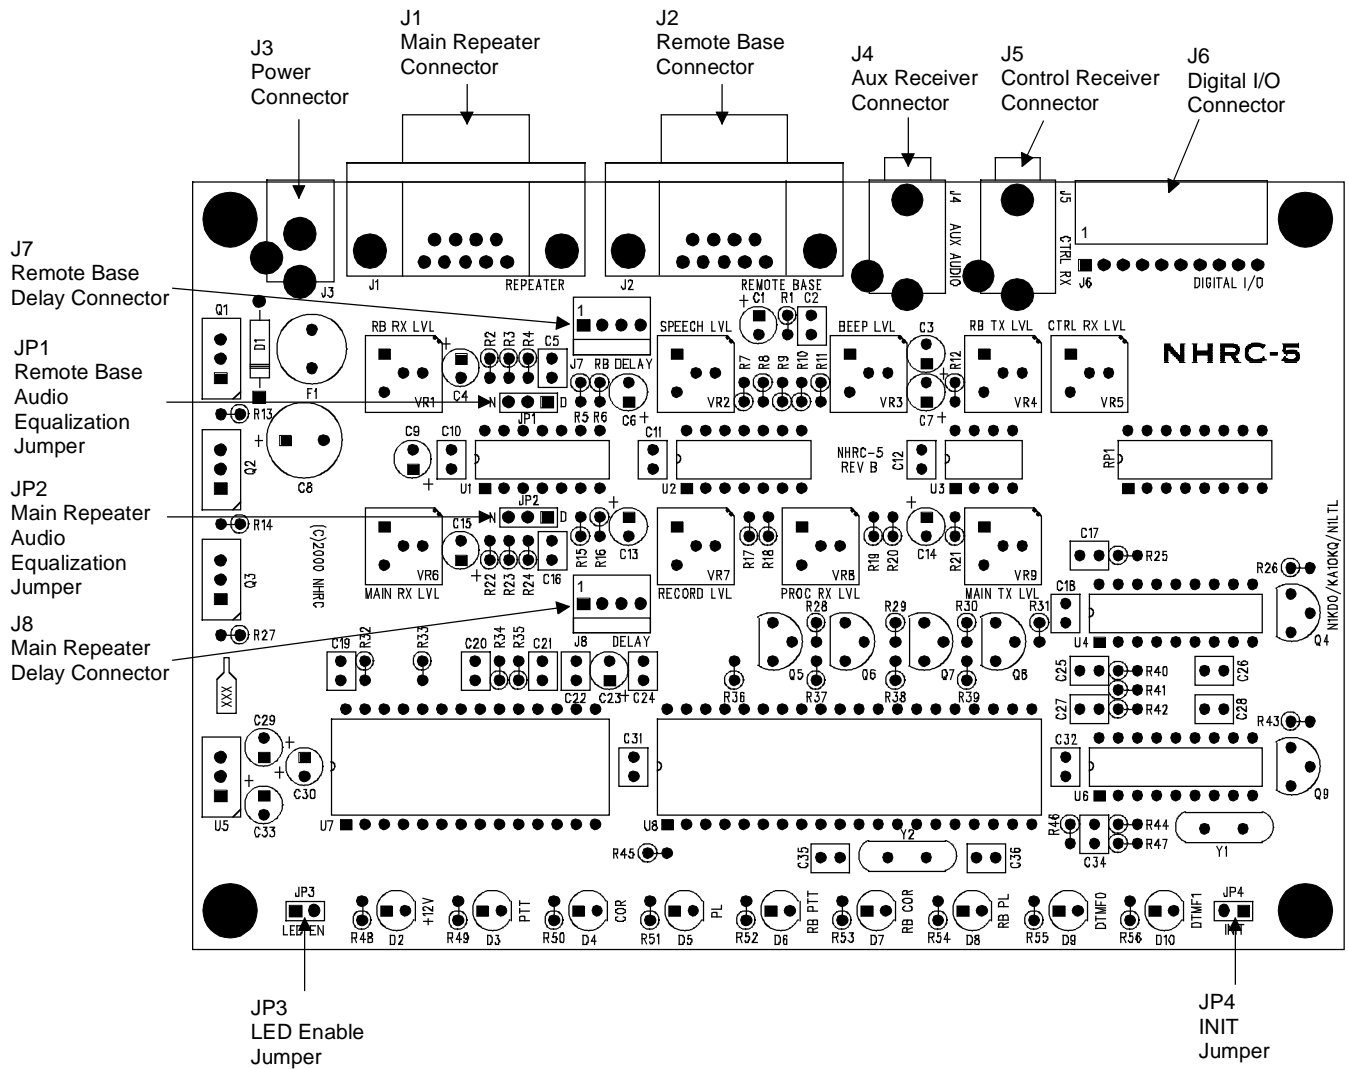 J3
Power
Connector
J1
Main Repeater
Connector
J2
Remote Base
Connector
J4
Aux Receiver
Connector
J5
Control Receiver
Connector
J6
Digital I/O
Connector
J7
Remote Base
Delay Connector
JP1
Remote Base
Audio
Equalization
Jumper
JP2
Main Repeater
Audio
Equalization
Jumper
J8
Main Repeater
Delay Connector
JP3
LED Enable
Jumper
JP4
INIT
Jumper
J3
J1
REPEATER
J2
REMOTE BASE
J4 AUX AUDIO
J5 CTRL RX
1
J6
DIGITAL I/O
Q1
D1
F1
R13
RB RX LVL
VR1
+
C4
R2
R3
R4
C5
1
J7
RB DELAY
N
D
JP1
R5
R6
C6
+
SPEECH LVL
VR2
+
C1
R1
C2
R7
R8
R9
R10
R11
BEEP LVL
VR3
C3
+
C7
+
R12
RB TX LVL
VR4
CTRL RX LVL
VR5
NHRC-5
Q2
+
C8
C9
+
C10
U1
C11
U2
NHRC-5
REV B
C12
U3
RP1
R14
(C)2000 NHRC
Q3
R27
XXX
MAIN RX LVL
VR6
C15
+
JP2
N
D
R22
R23
R24
C16
R15
R16
+
C13
1
J8
DELAY
RECORD LVL
VR7
R17
R18
PROC RX LVL
VR8
R19
R20
+
C14
R21
MAIN TX LVL
VR9
C17
R25
R26
N1KDO/KA1OKQ/N1LTL
C18
U4
Q4
R28
R29
R30
R31
Q5
Q6
Q7
Q8
R36
R37
R38
R39
C19
R32
R33
C20
R34
R35
C21
C22
C23
+
C24
C25
R40
C26
R41
C27
R42
C28
R43
C29
+
+
C30
+
C33
U5
U7
C31
U8
C32
U6
Q9
R45
C35
Y2
C36
R46
C34
R44
R47
Y1
JP3
LED EN
R48
D2
+12V
R49
D3
PTT
R50
D4
COR
R51
D5
PL
R52
D6
RB PTT
R53
D7
RB COR
R54
D8
RB PL
R55
D9
DTMF0
R56
D10
DTMF1
JP4
INIT